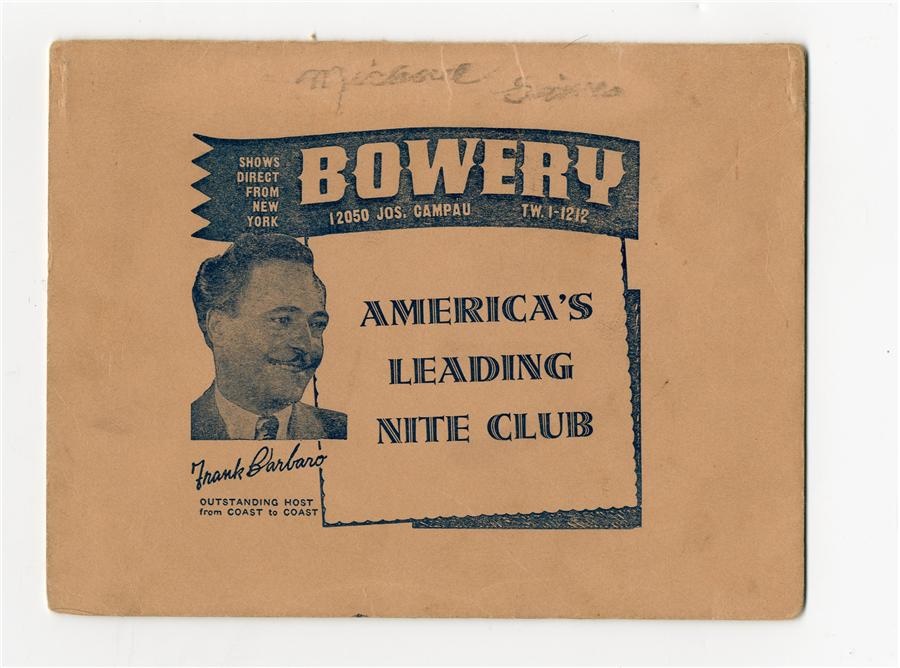 SHOWS
DIRECT
FROM
NEW
YORK
BOWERY
12050 JOS. CAMPAU TW. 1-1212
AMERICA'S
LEADING
NITE CLUB
Frank Barbaro
OUTSTANDING HOST
from COAST to COAST